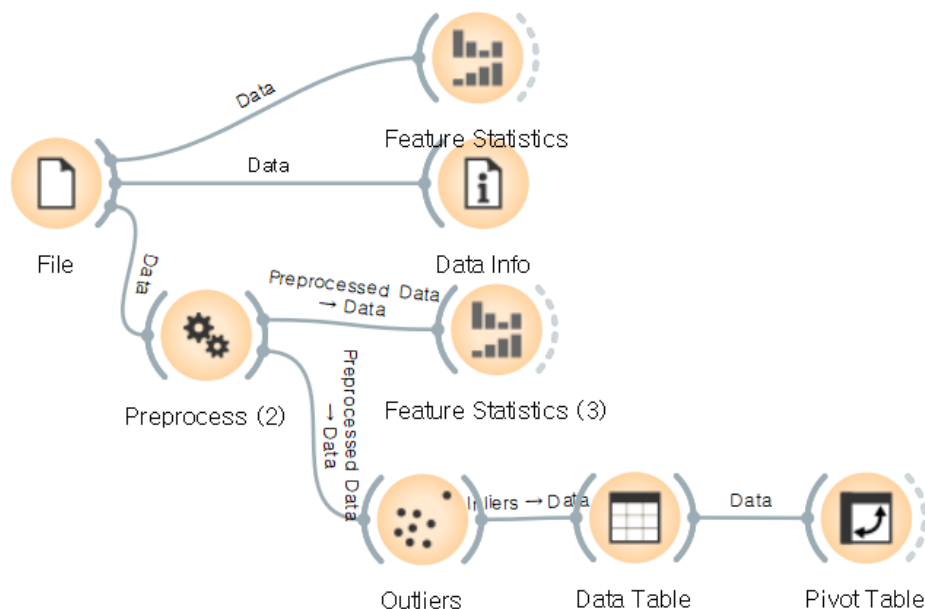 Data
Feature Statistics
Data
File
Data Info
Data
Preprocessed Data
→ Data
Preprocess (2)
Feature Statistics (3)
Preprocessed Data
→ Data
Inliers → Data
Data
Outliers
Data Table
Pivot Table